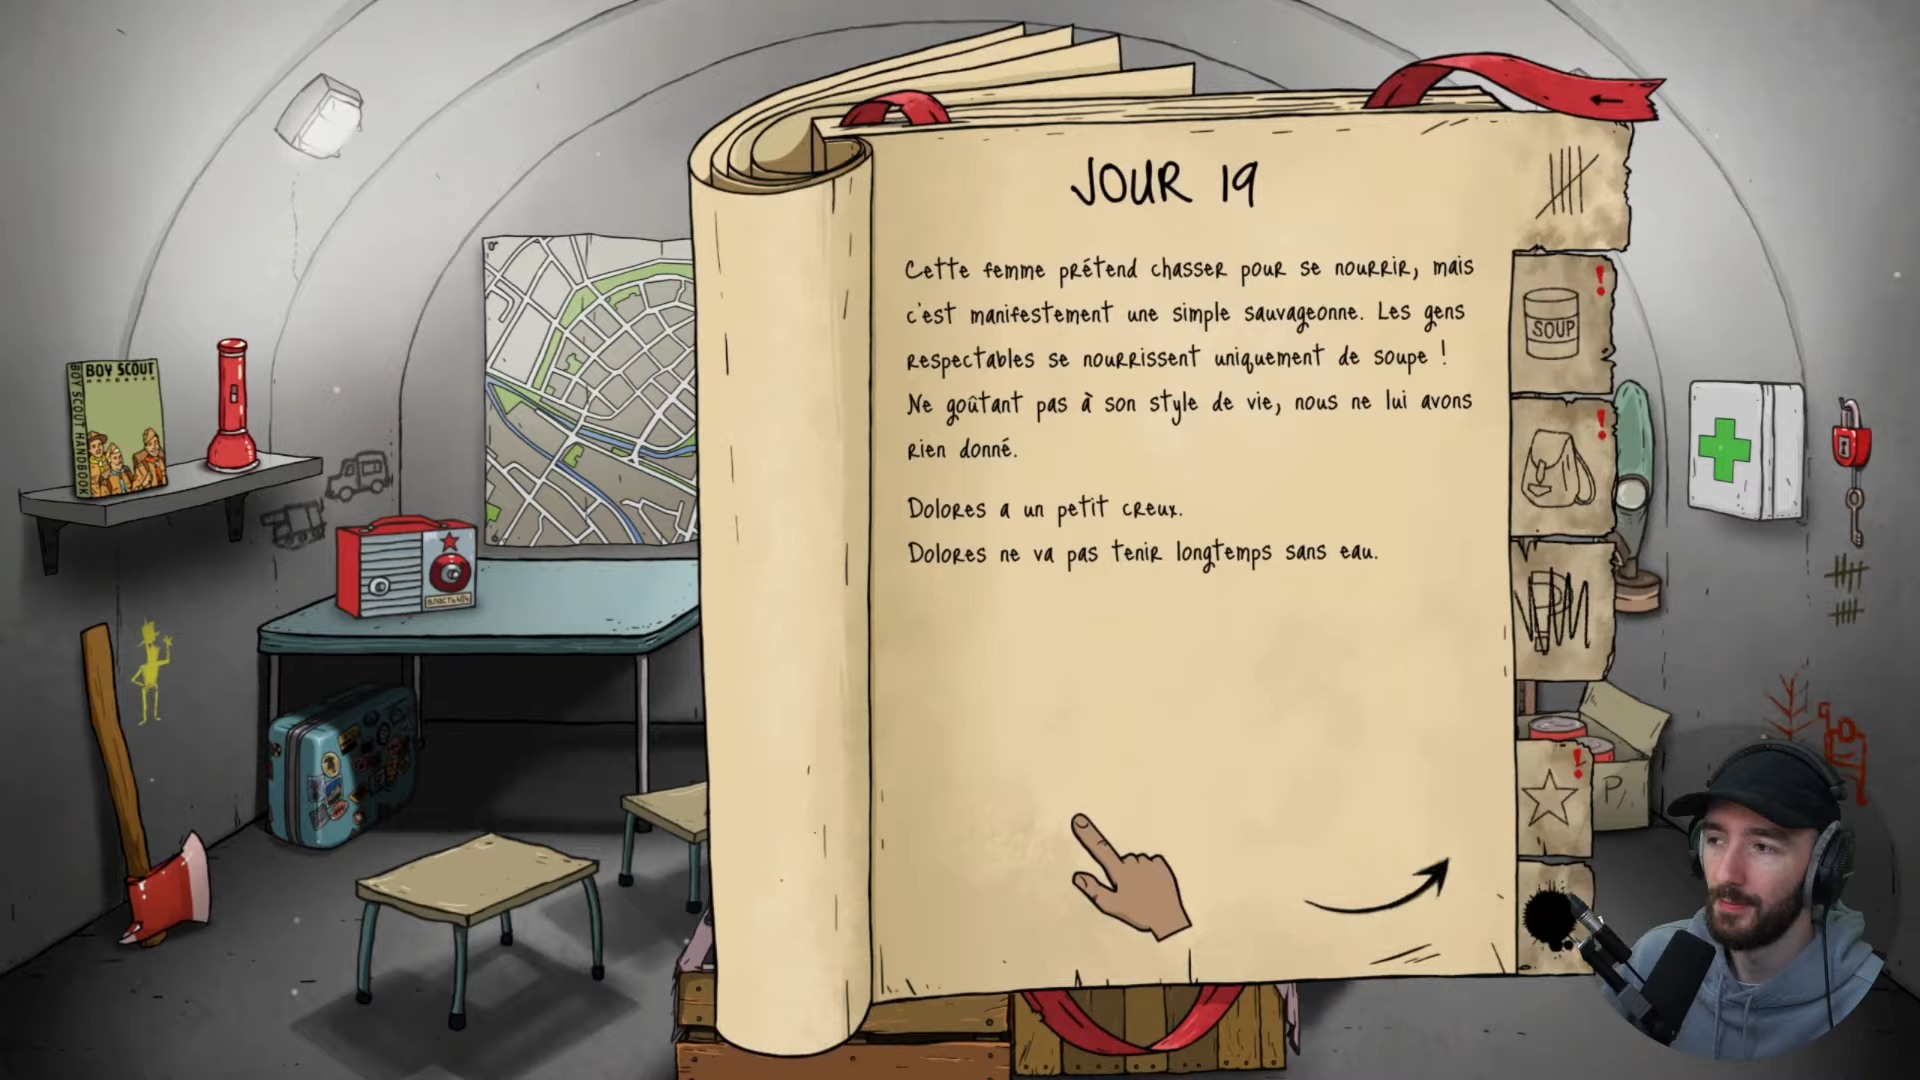 JOUR 19
Cette femme prétend chasser pour se nourrir, mais
c'est manifestement une simple sauvageonne. Les gens
respectables se nourrissent uniquement de soupe !
Ne goûtant pas à son style de vie, nous ne lui avons
rien donné.
Dolores a un petit creux.
Dolores ne va pas tenir longtemps sans eau.
BOY SCOUT
HANDBOOK
BOY SCOUT HANDBOOK
SOUP
!
!
!